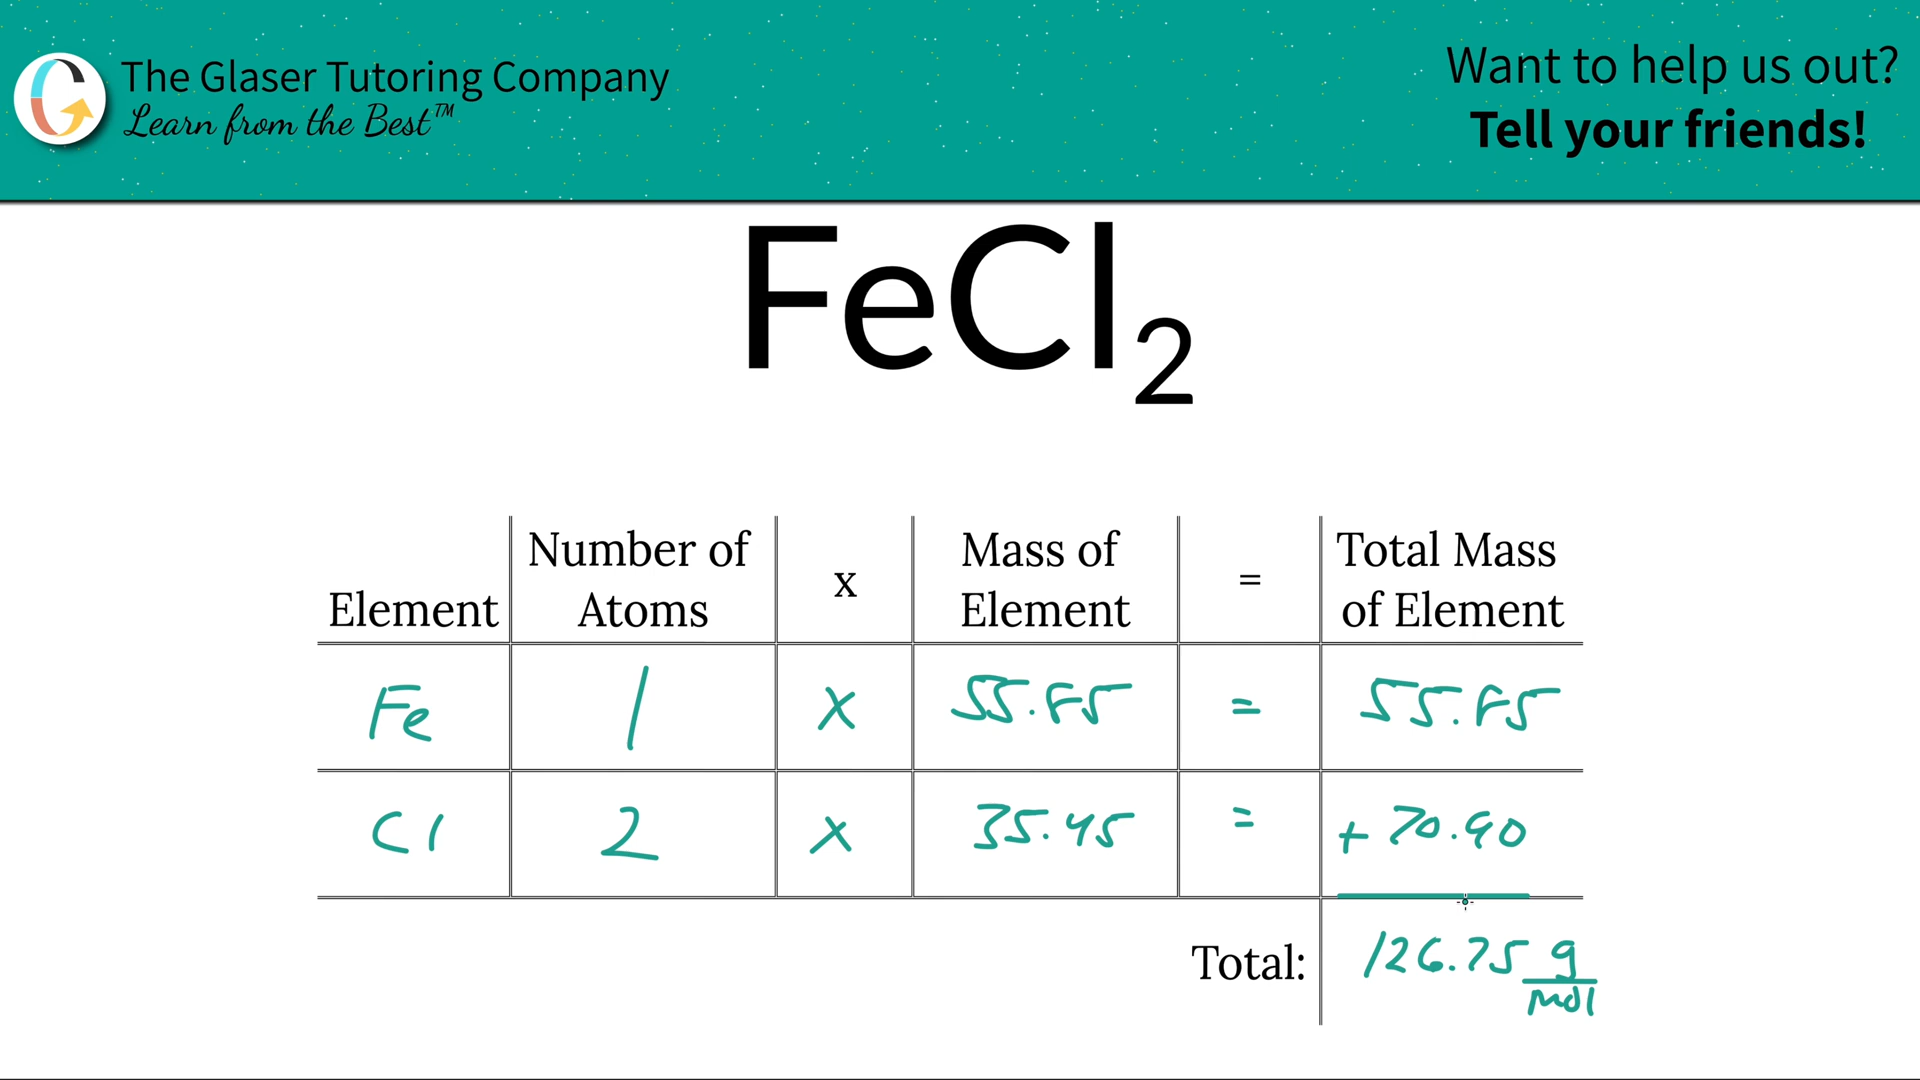 The Glaser Tutoring Company
Learn from the Best™
Want to help us out?
Tell your friends!
FeCl₂
Element Number of Atoms x Mass of Element = Total Mass of Element
Fe 1 x 55.85 = 55.85
Cl 2 x 35.45 = + 70.90
Total: 126.75 g/mol